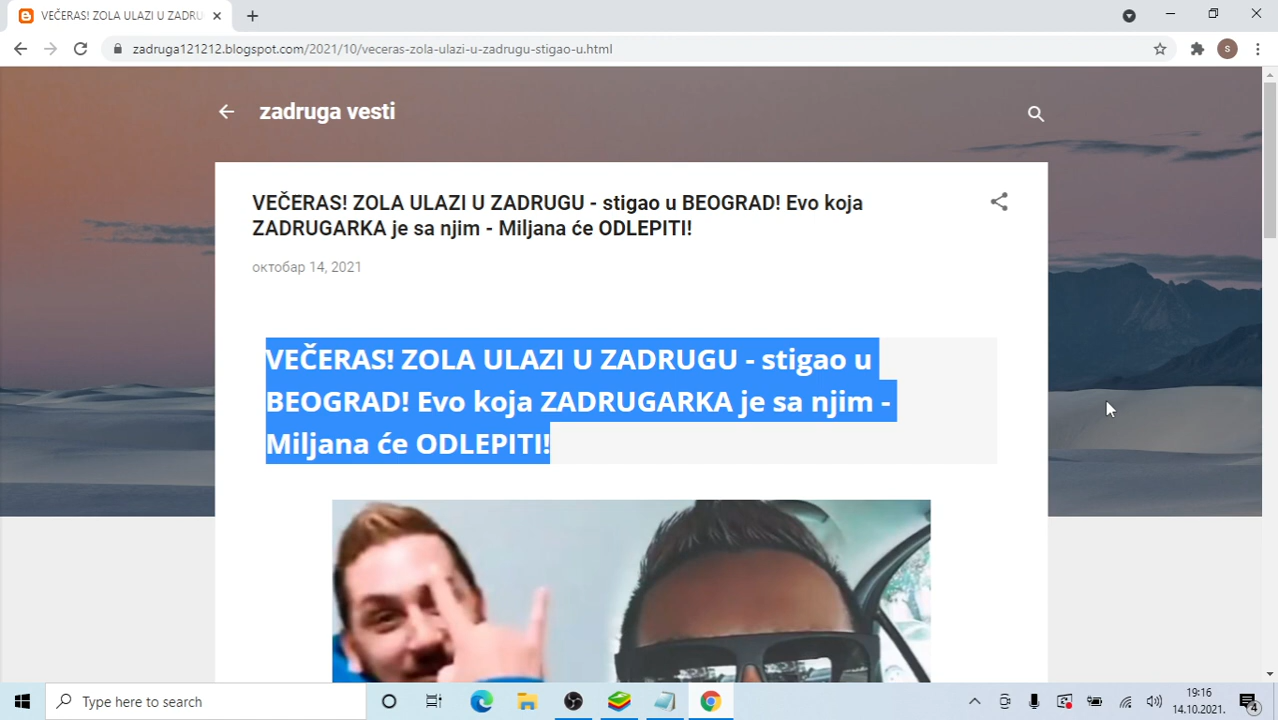 VEČERAS! ZOLA ULAZI U ZADRU
zadruga121212.blogspot.com/2021/10/veceras-zola-ulazi-u-zadrugu-stigao-u.html
S
zadruga vesti
VEČERAS! ZOLA ULAZI U ZADRUGU - stigao u BEOGRAD! Evo koja
ZADRUGARKA je sa njim - Miljana će ODLEPITI!
октобар 14, 2021
VEČERAS! ZOLA ULAZI U ZADRUGU - stigao u
BEOGRAD! Evo koja ZADRUGARKA je sa njim -
Miljana će ODLEPITI!
Type here to search
19:16
14.10.2021.
4